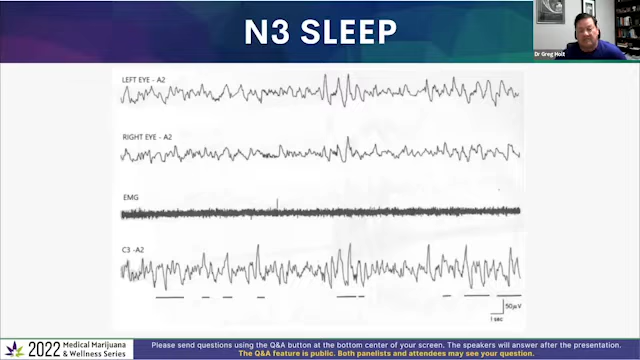 N3 SLEEP
Dr Greg Holt
LEFT EYE - A2
RIGHT EYE - A2
EMG
C3 -A2
50µV
1 sec
2022 Medical Marijuana
& Wellness Series
Please send questions using the Q&A button at the bottom center of your screen. The speakers will answer after the presentation.
The Q&A feature is public. Both panelists and attendees may see your question.